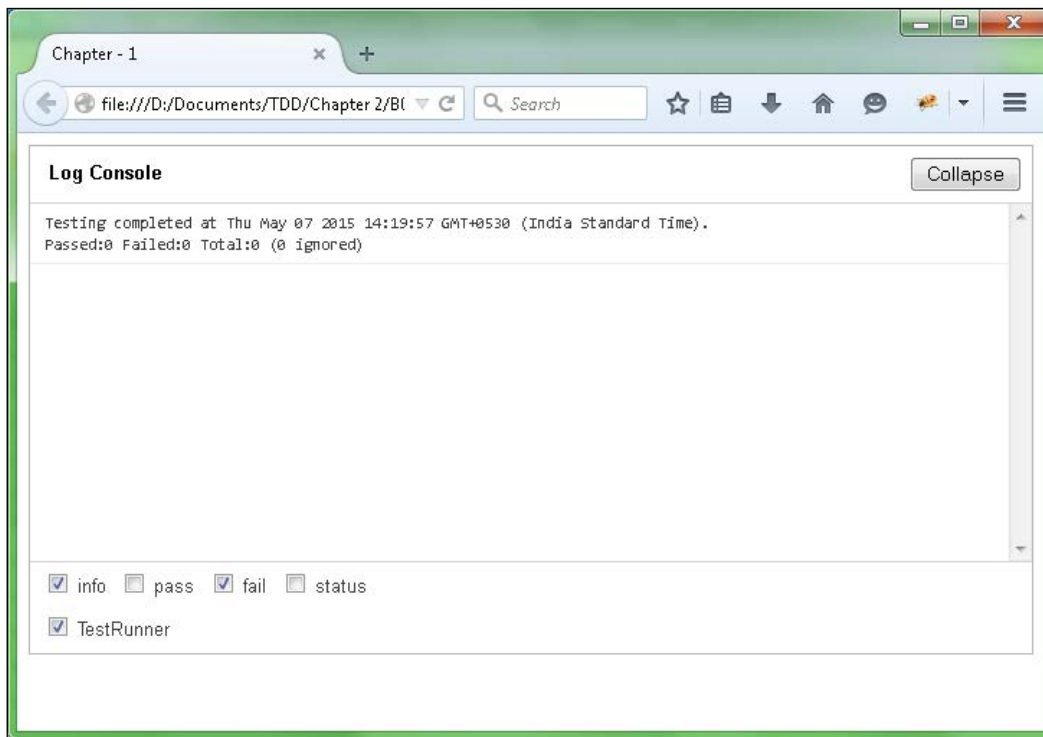 Chapter - 1
file:///D:/Documents/TDD/Chapter 2/B(
Search
Log Console
Collapse
Testing completed at Thu May 07 2015 14:19:57 GMT+0530 (India Standard Time).
Passed:0 Failed:0 Total:0 (0 ignored)
info pass fail status
TestRunner